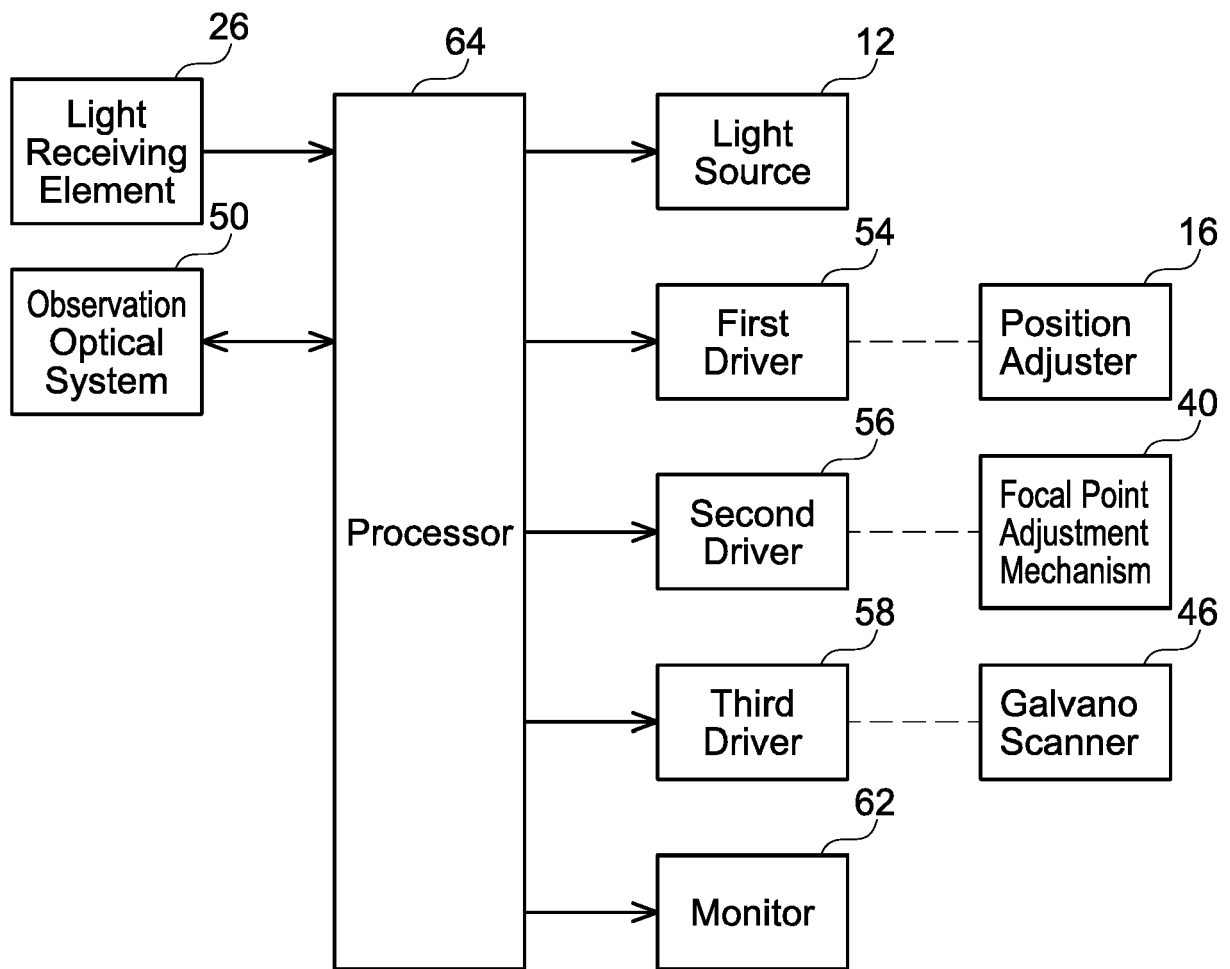 26
64
12
Light
Receiving
Element
Light
Source
50
54
16
Observation
Optical
System
First
Driver
Position
Adjuster
56
40
Processor
Second
Driver
Focal Point
Adjustment
Mechanism
58
46
Third
Driver
Galvano
Scanner
62
Monitor